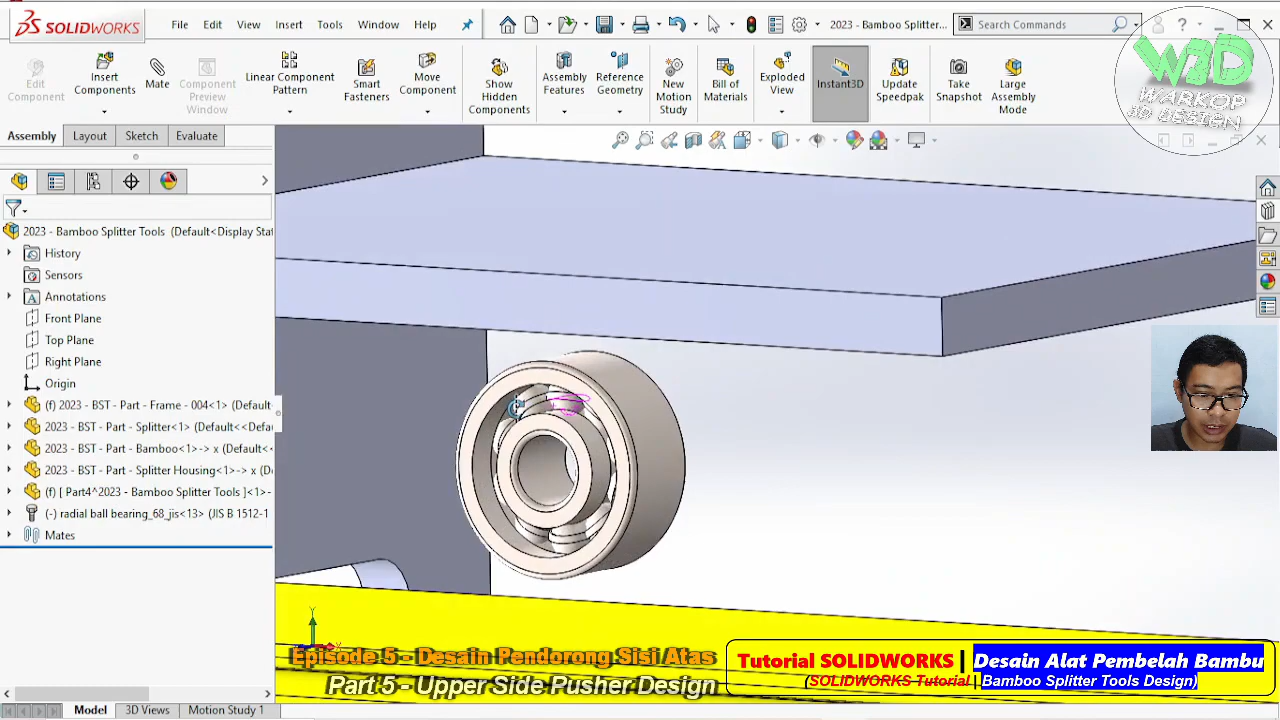 SOLIDWORKS
File
Edit
View
Insert
Tools
Window
Help
2023 - Bamboo Splitter...
Search Commands
Edit Component
Insert Components
Mate
Component Preview Window
Linear Component Pattern
Smart Fasteners
Move Component
Show Hidden Components
Assembly Features
Reference Geometry
New Motion Study
Bill of Materials
Exploded View
Instant3D
Update Speedpak
Take Snapshot
Large Assembly Mode
WJD
WARKOP
3D DESIGN
Assembly
Layout
Sketch
Evaluate
2023 - Bamboo Splitter Tools (Default<Display Stat
History
Sensors
Annotations
Front Plane
Top Plane
Right Plane
Origin
(f) 2023 - BST - Part - Frame - 004<1> (Default<
2023 - BST - Part - Splitter<1> (Default<<Defau
2023 - BST - Part - Bamboo<1>-> x (Default<<
2023 - BST - Part - Splitter Housing<1>-> x (De
(f) [ Part4^2023 - Bamboo Splitter Tools ]<1>-
(-) radial ball bearing_68_jis<13> (JIS B 1512-1
Mates
Episode 5 - Desain Pendorong Sisi Atas
Part 5 - Upper Side Pusher Design
Tutorial SOLIDWORKS | Desain Alat Pembelah Bambu
(SOLIDWORKS Tutorial | Bamboo Splitter Tools Design)
Model
3D Views
Motion Study 1